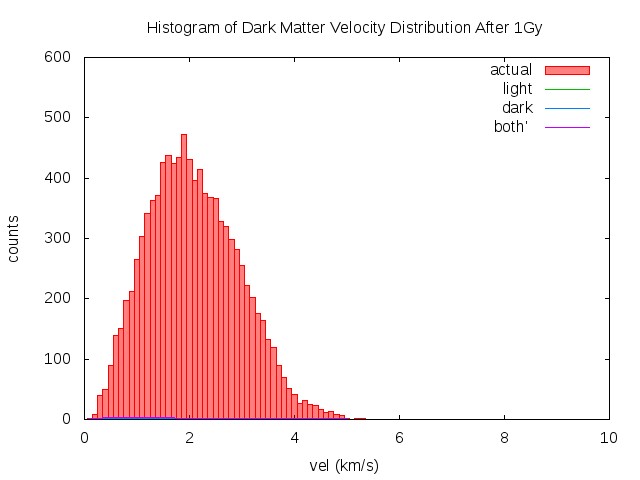 Histogram of Dark Matter Velocity Distribution After 1Gy
600
500
400
300
200
100
0
counts
actual
light
dark
both'
0 2 4 6 8 10
vel (km/s)